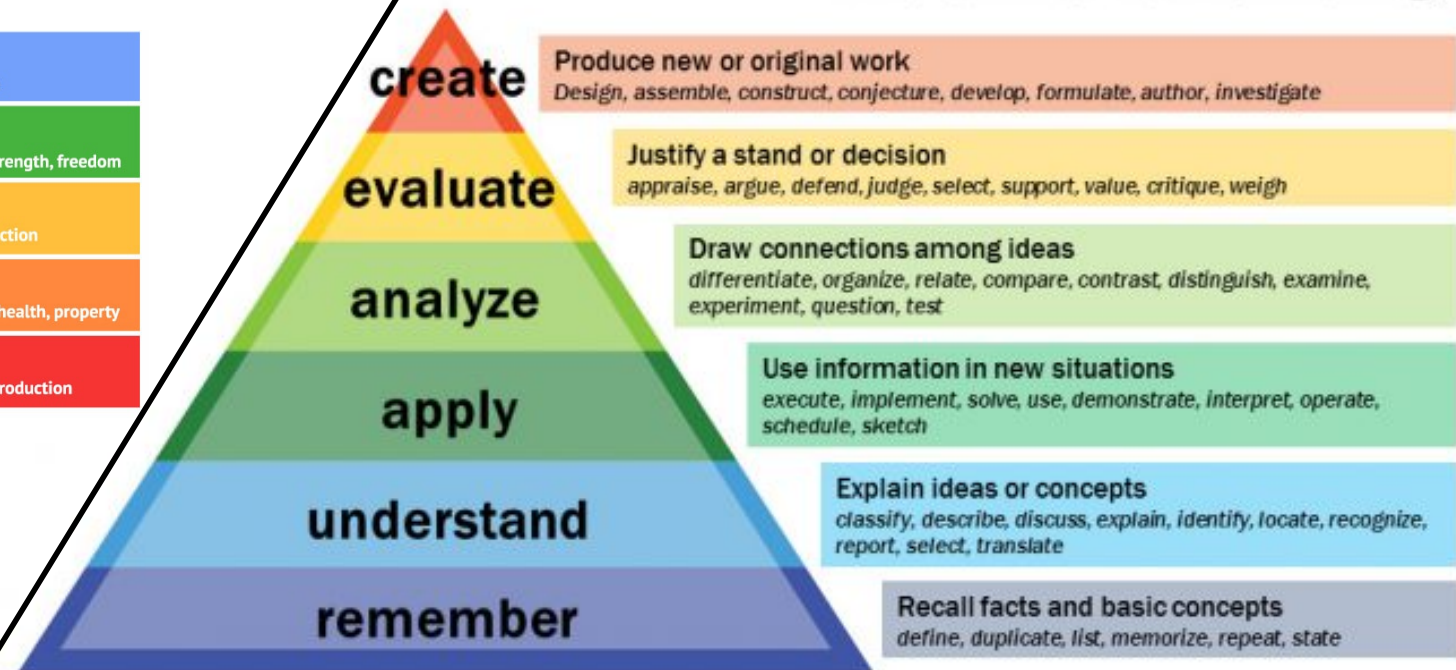 rength, freedom
ction
health, property
roduction
create
Produce new or original work
Design, assemble, construct, conjecture, develop, formulate, author, investigate
evaluate
Justify a stand or decision
appraise, argue, defend, judge, select, support, value, critique, weigh
analyze
Draw connections among ideas
differentiate, organize, relate, compare, contrast, distinguish, examine,
experiment, question, test
apply
Use information in new situations
execute, implement, solve, use, demonstrate, interpret, operate,
schedule, sketch
understand
Explain ideas or concepts
classify, describe, discuss, explain, identify, locate, recognize,
report, select, translate
remember
Recall facts and basic concepts
define, duplicate, list, memorize, repeat, state